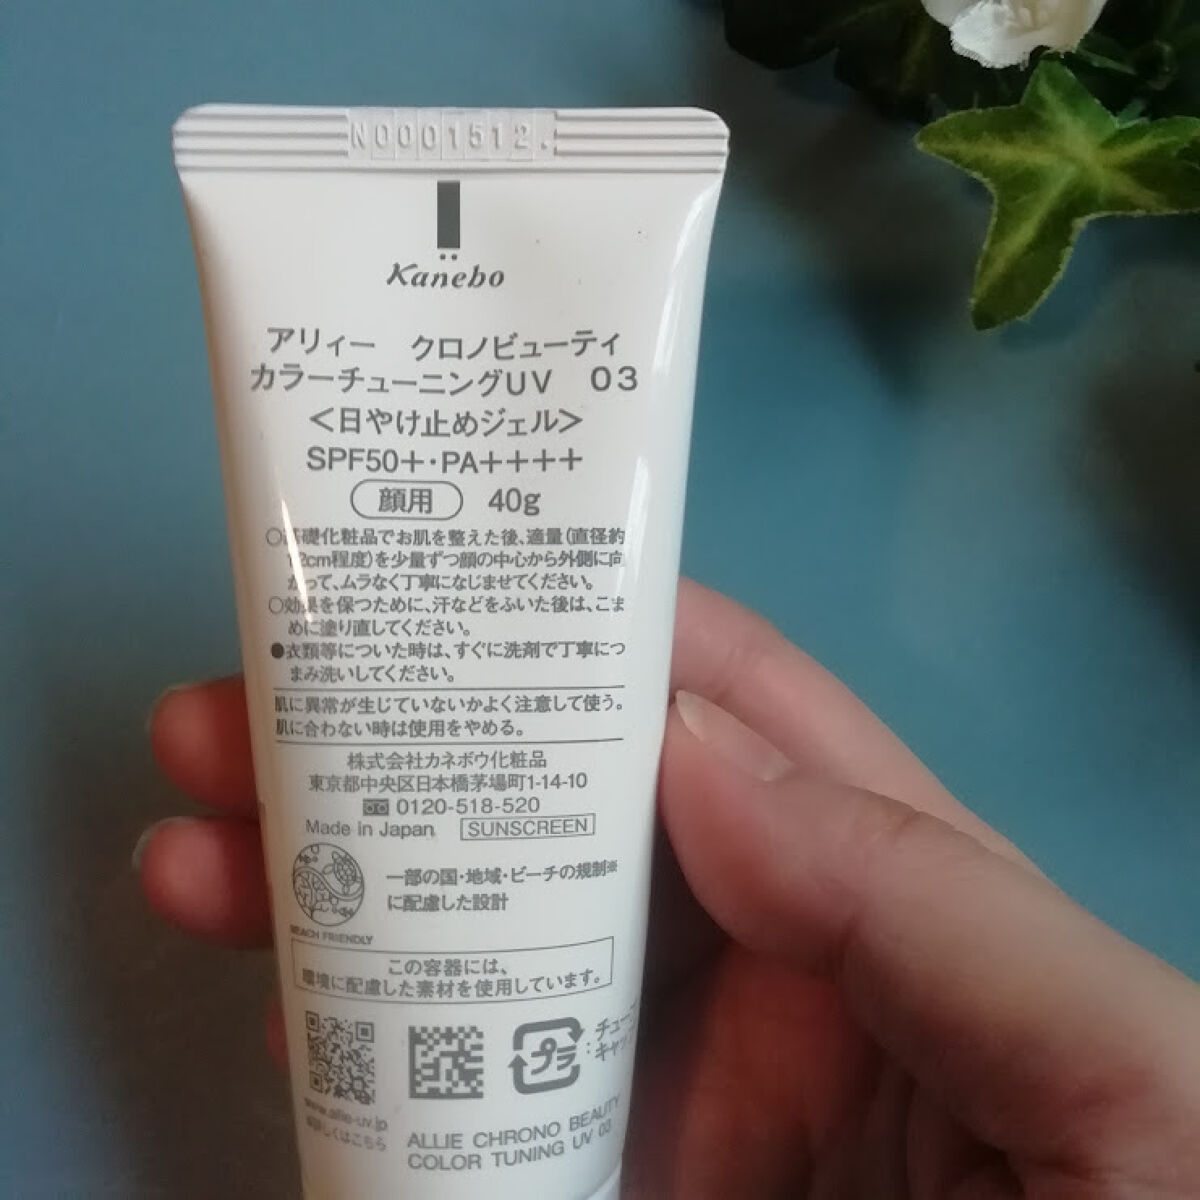 N0001512.
Kanebo
アリィー　クロノビューティ
カラーチューニングUV　03
＜日やけ止めジェル＞
SPF50+・PA++++
顔用　40g
○基礎化粧品でお肌を整えた後、適量（直径約
cm程度）を少量ずつ顔の中心から外側に向
かって、ムラなく丁寧になじませてください。
○効果を保つために、汗などをふいた後は、こま
めに塗り直してください。
●衣類等についた時は、すぐに洗剤で丁寧につ
まみ洗いしてください。
肌に異常が生じていないかよく注意して使う。
肌に合わない時は使用をやめる。
株式会社カネボウ化粧品
東京都中央区日本橋茅場町1-14-10
0120-518-520
Made in Japan SUNSCREEN
一部の国・地域・ビーチの規制※
に配慮した設計
BEACH FRIENDLY
この容器には、
環境に配慮した素材を使用しています。
プラ
チュー
：キャッ
www.allie-uv.jp
詳しくはこちら
ALLIE CHRONO BEAUTY
COLOR TUNING UV 03